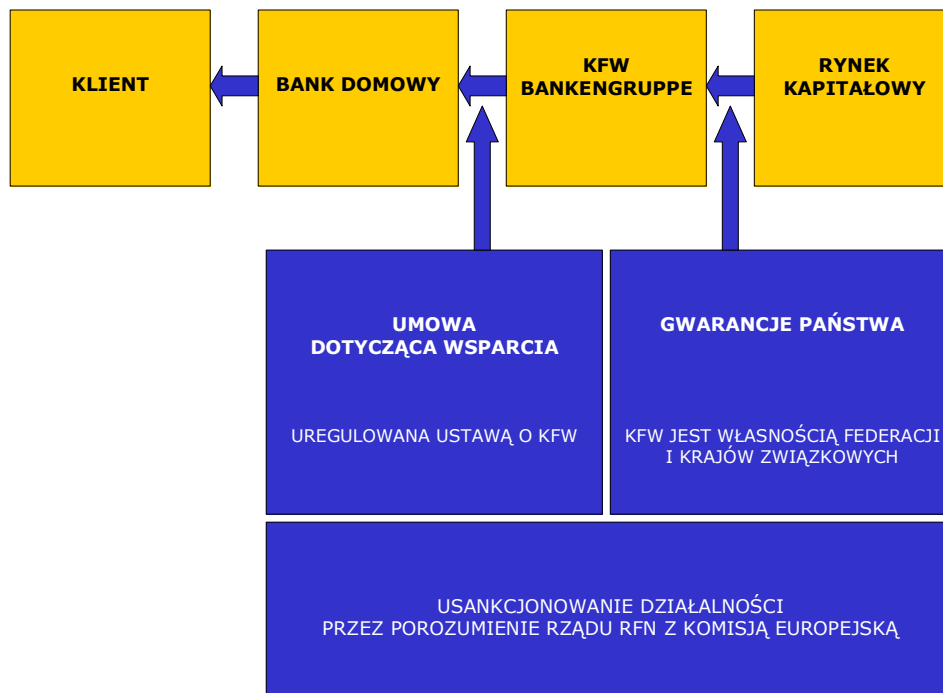 KLIENT
BANK DOMOWY
KFW
BANKENGRUPPE
RYNEK
KAPITAŁOWY
UMOWA
DOTYCZĄCA WSPARCIA
UREGULOWANA USTAWĄ O KFW
GWARANCJE PAŃSTWA
KFW JEST WŁASNOŚCIĄ FEDERACJI
I KRAJÓW ZWIĄZKOWYCH
USANKCJONOWANIE DZIAŁALNOŚCI
PRZEZ POROZUMIENIE RZĄDU RFN Z KOMISJĄ EUROPEJSKĄ